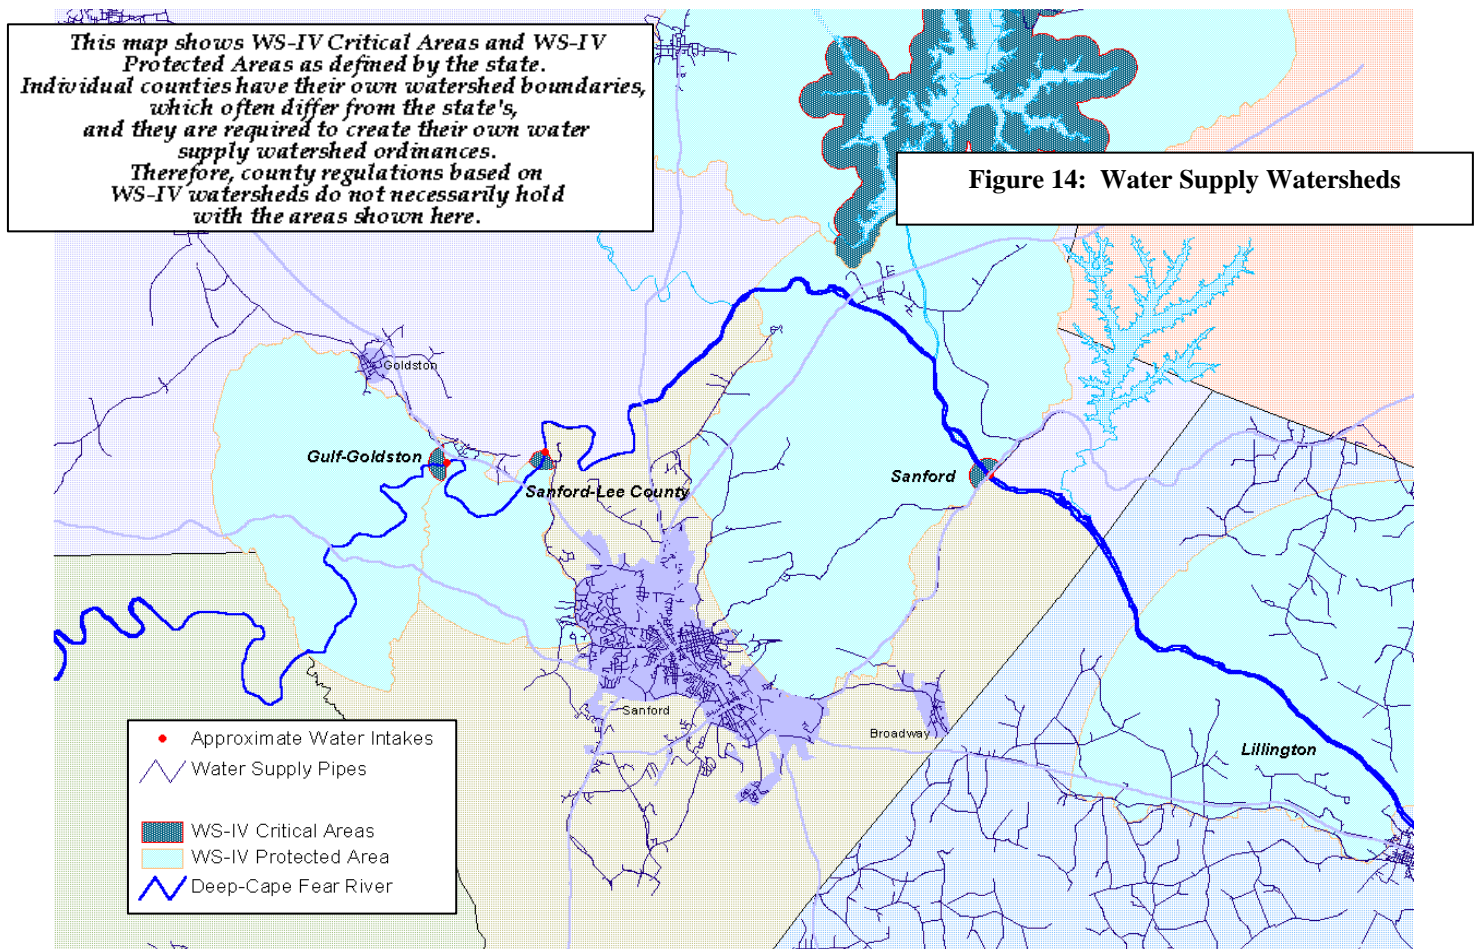 This map shows WS-IV Critical Areas and WS-IV
Protected Areas as defined by the state.
Individual counties have their own watershed boundaries,
which often differ from the state's,
and they are required to create their own water
supply watershed ordinances.
Therefore, county regulations based on
WS-IV watersheds do not necessarily hold
with the areas shown here.
Figure 14: Water Supply Watersheds
Goldston
Gulf-Goldston
Sanford-Lee County
Sanford
Sanford
Broadway
Lillington
Approximate Water Intakes
Water Supply Pipes
WS-IV Critical Areas
WS-IV Protected Area
Deep-Cape Fear River